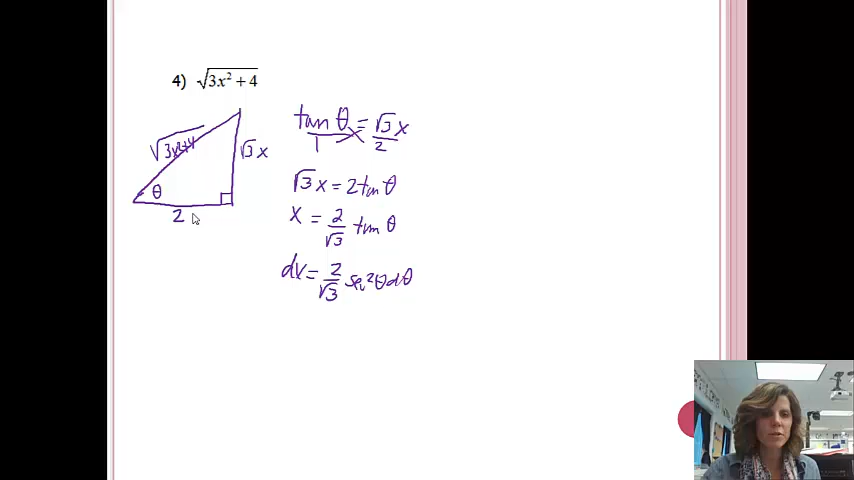 4) √3x² + 4
√3x²+4
√3 x
θ
2
tan θ / 1 = √3 x / 2
√3 x = 2 tan θ
x = 2/√3 tan θ
dx = 2/√3 sec² θ dθ